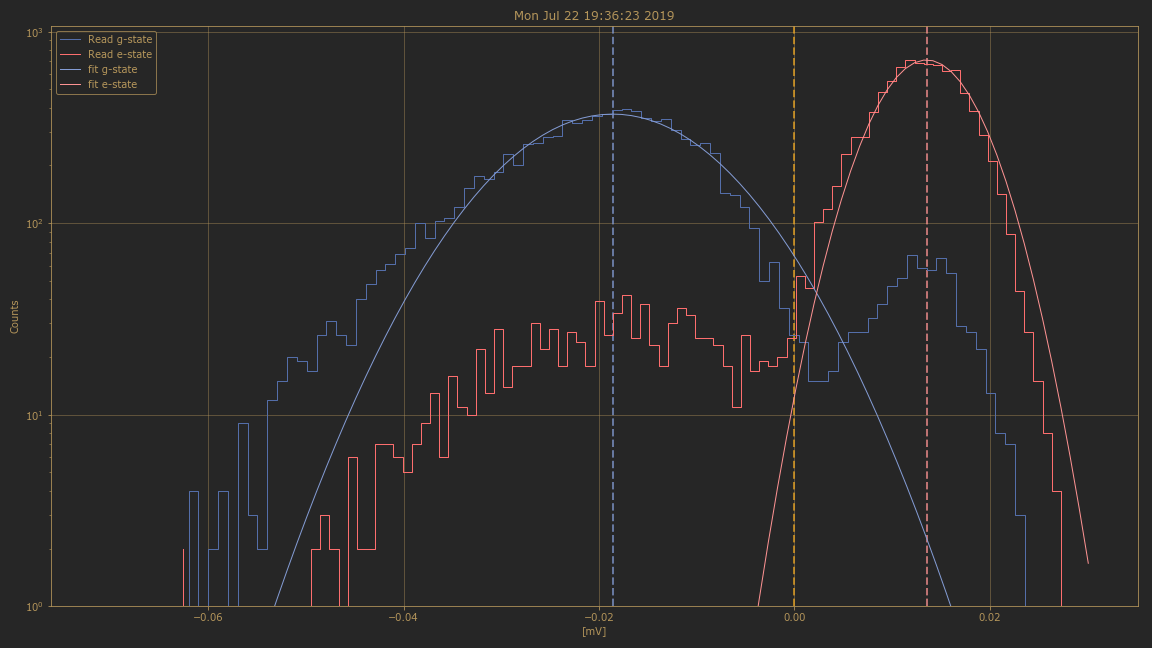 Mon Jul 22 19:36:23 2019
10³
Read g-state
Read e-state
fit g-state
fit e-state
10²
Counts
10¹
10⁰
−0.06
−0.04
−0.02
0.00
0.02
[mV]